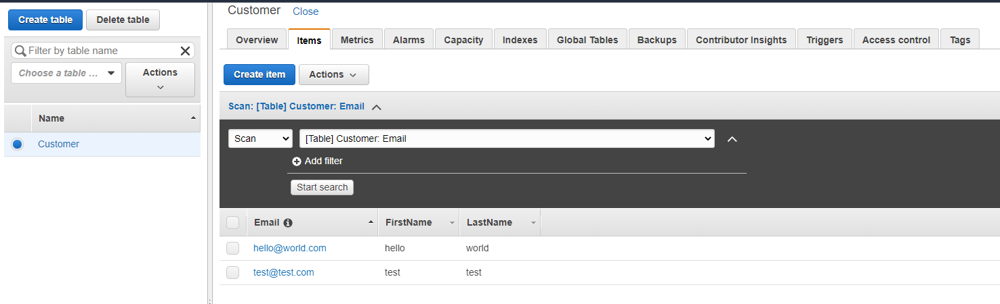 Create table Delete table
Filter by table name
Choose a table ... Actions
Name
Customer
Customer Close
Overview Items Metrics Alarms Capacity Indexes Global Tables Backups Contributor Insights Triggers Access control Tags
Create item Actions
Scan: [Table] Customer: Email
Scan [Table] Customer: Email
Add filter
Start search
Email FirstName LastName
hello@world.com hello world
test@test.com test test